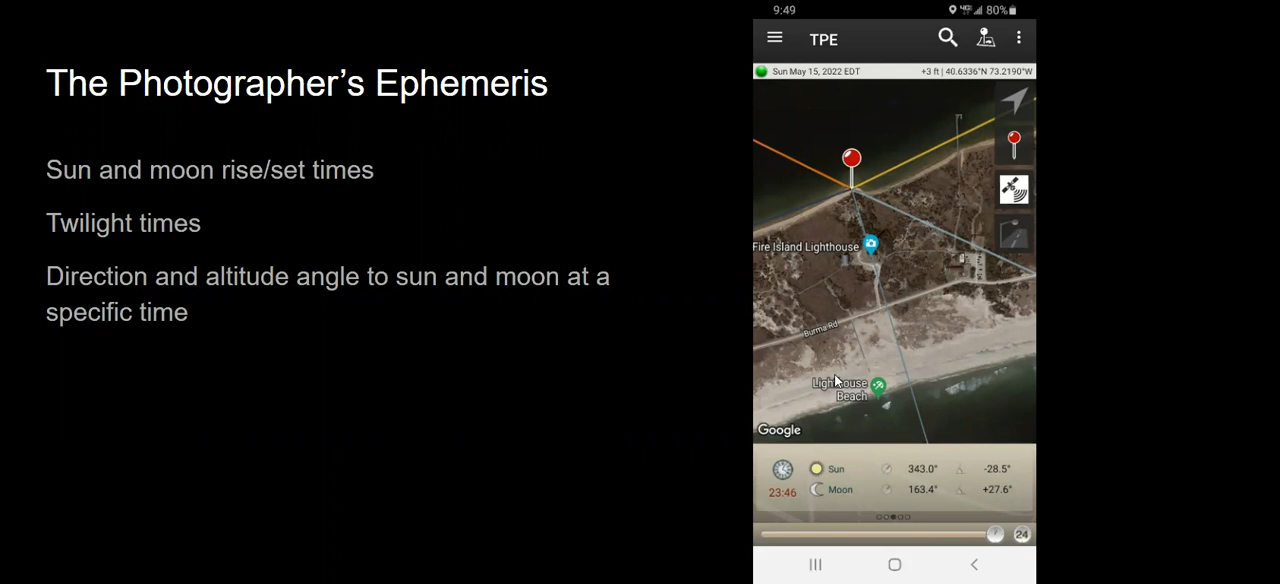 The Photographer's Ephemeris
Sun and moon rise/set times
Twilight times
Direction and altitude angle to sun and moon at a
specific time
9:49
80%
TPE
Sun May 15, 2022 EDT
+3 ft | 40.6336°N 73.2190°W
Fire Island Lighthouse
Burma Rd
Lighthouse
Beach
Google
Sun 343.0° -28.5°
23:46
Moon 163.4° +27.6°
24